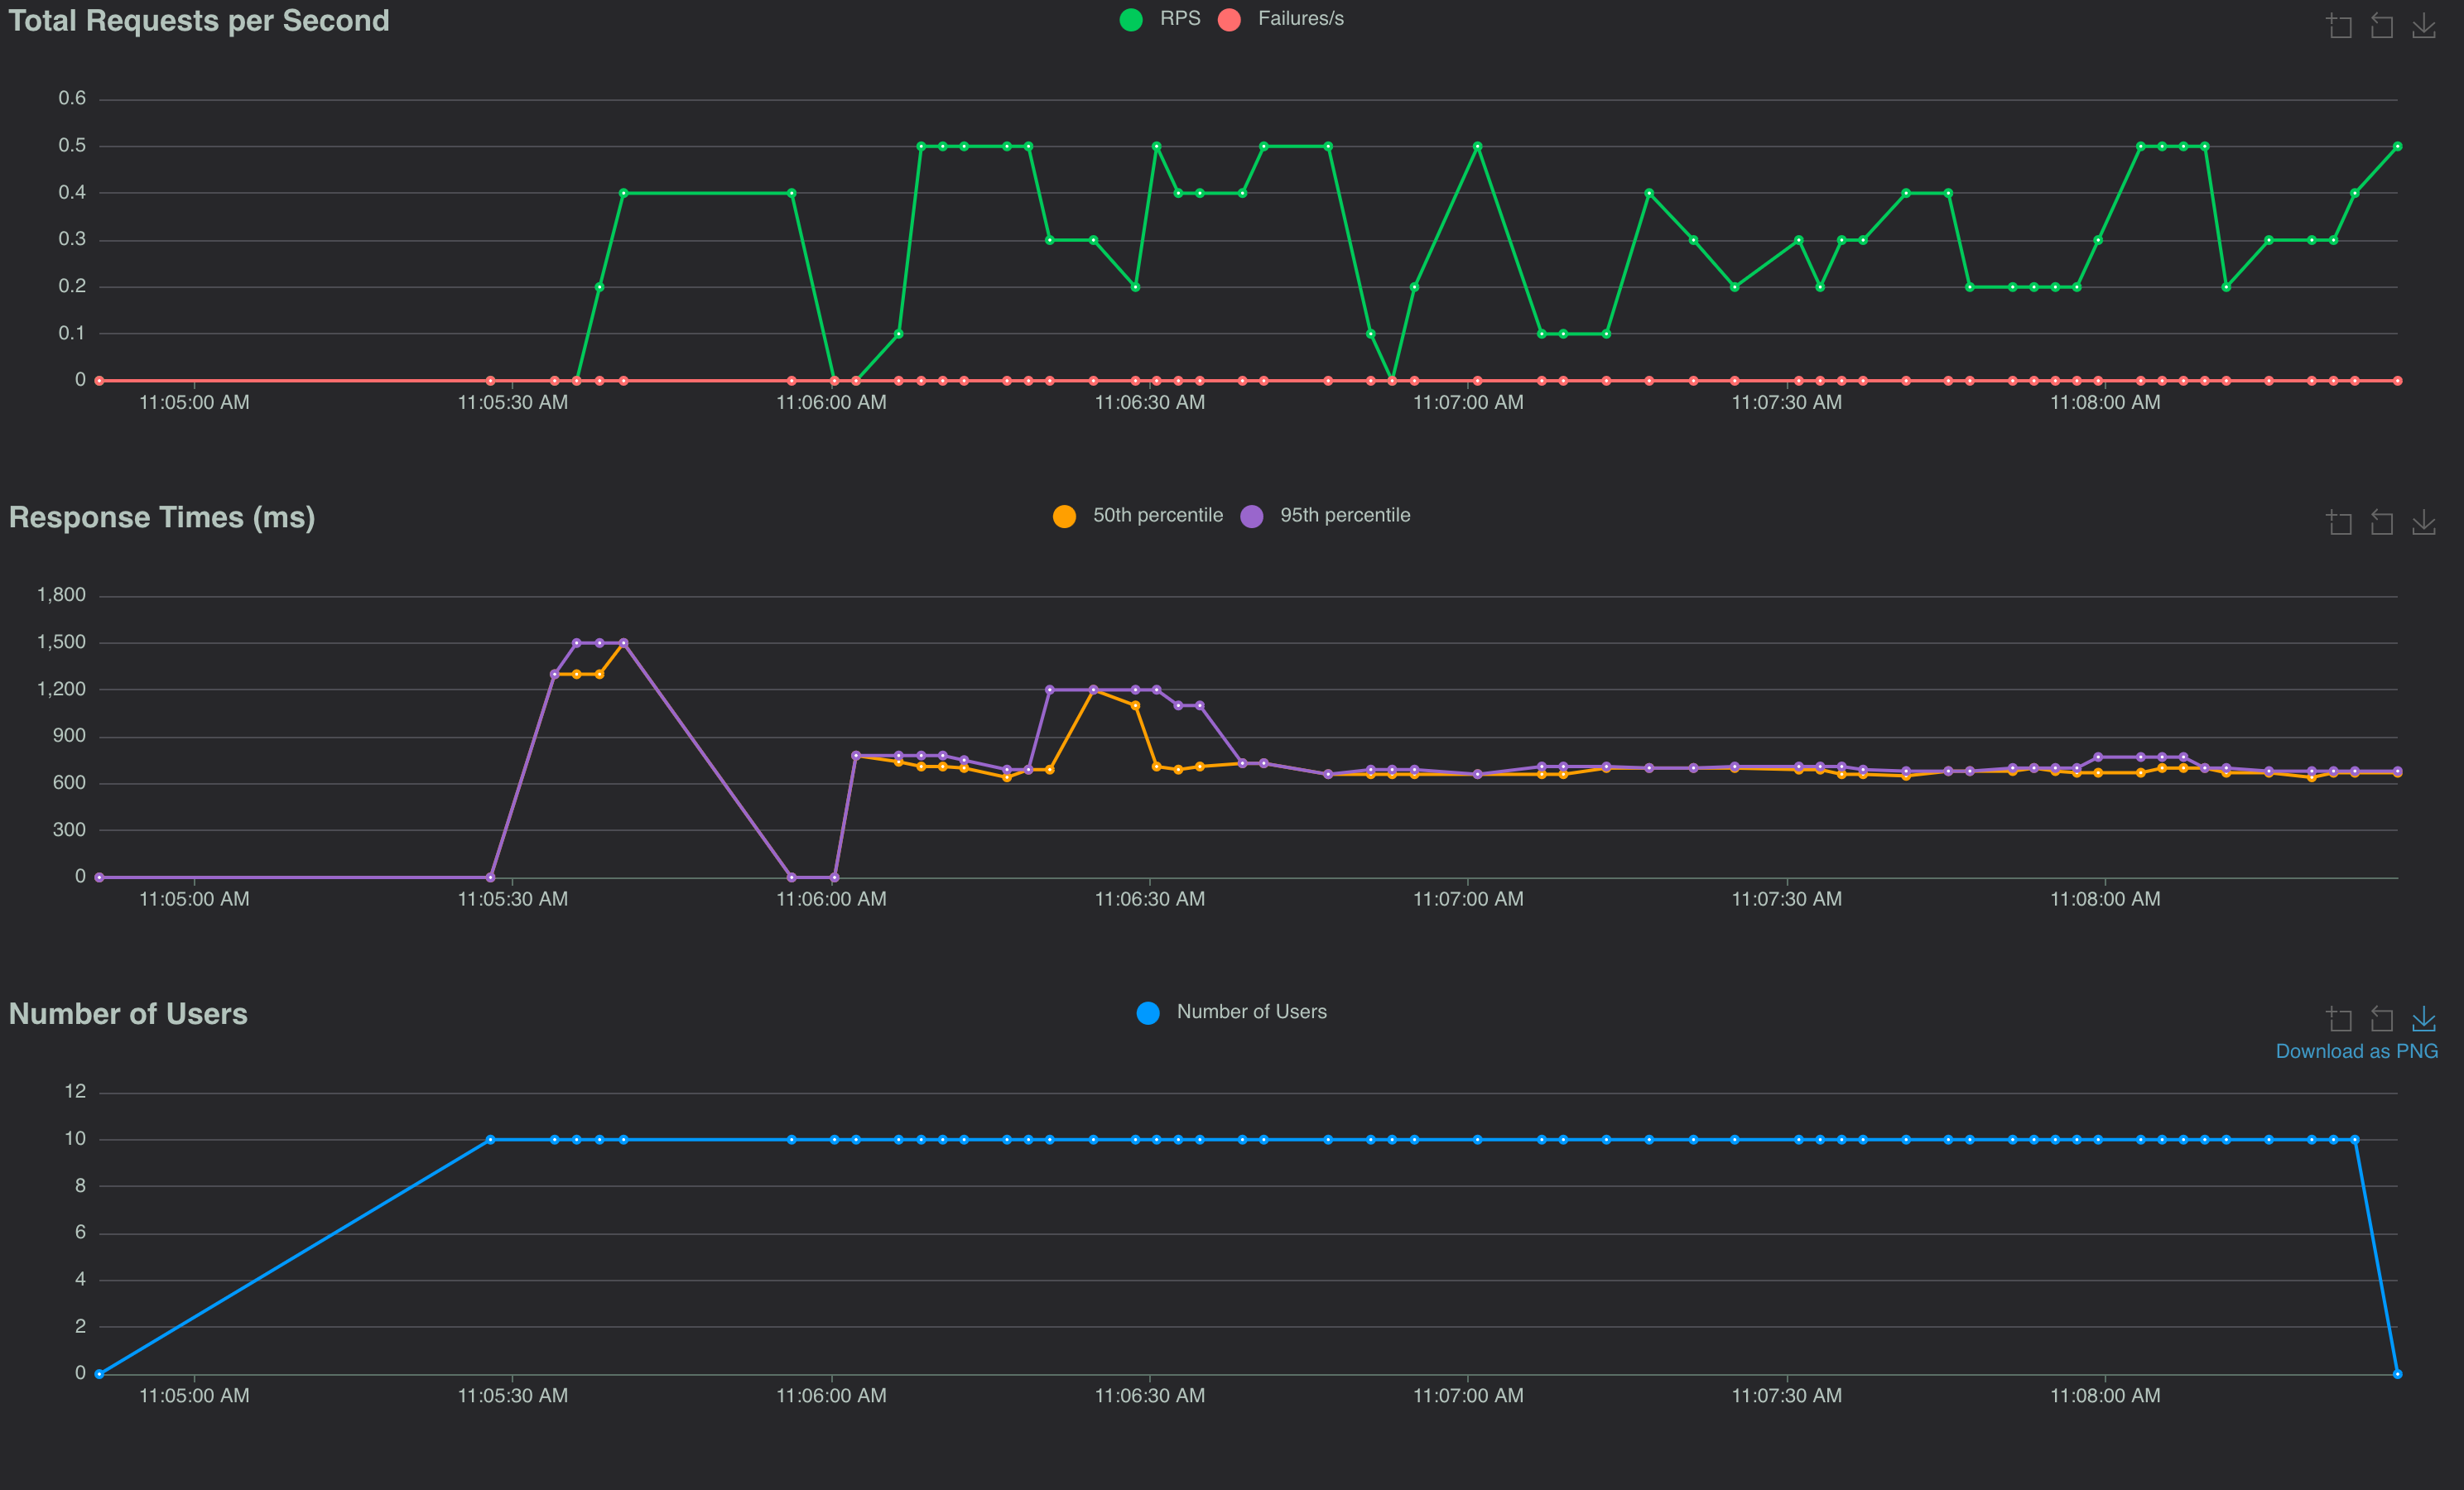 Total Requests per Second
RPS Failures/s
0.6
0.5
0.4
0.3
0.2
0.1
0
11:05:00 AM 11:05:30 AM 11:06:00 AM 11:06:30 AM 11:07:00 AM 11:07:30 AM 11:08:00 AM
Response Times (ms)
50th percentile 95th percentile
1,800
1,500
1,200
900
600
300
0
11:05:00 AM 11:05:30 AM 11:06:00 AM 11:06:30 AM 11:07:00 AM 11:07:30 AM 11:08:00 AM
Number of Users
Number of Users
Download as PNG
12
10
8
6
4
2
0
11:05:00 AM 11:05:30 AM 11:06:00 AM 11:06:30 AM 11:07:00 AM 11:07:30 AM 11:08:00 AM